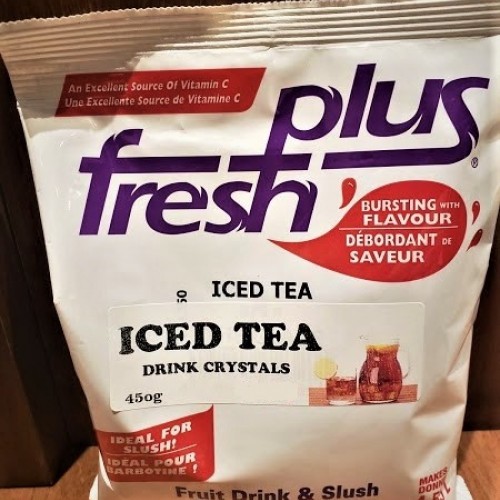 An Excellent Source Of Vitamin C
Une Excellente Source de Vitamine C
fresh plus®
BURSTING WITH
FLAVOUR
DÉBORDANT DE
SAVEUR
ICED TEA
ICED TEA
DRINK CRYSTALS
450g
IDEAL FOR
SLUSH!
IDÉAL POUR
BARBOTINE!
Fruit Drink & Slush
MAKES